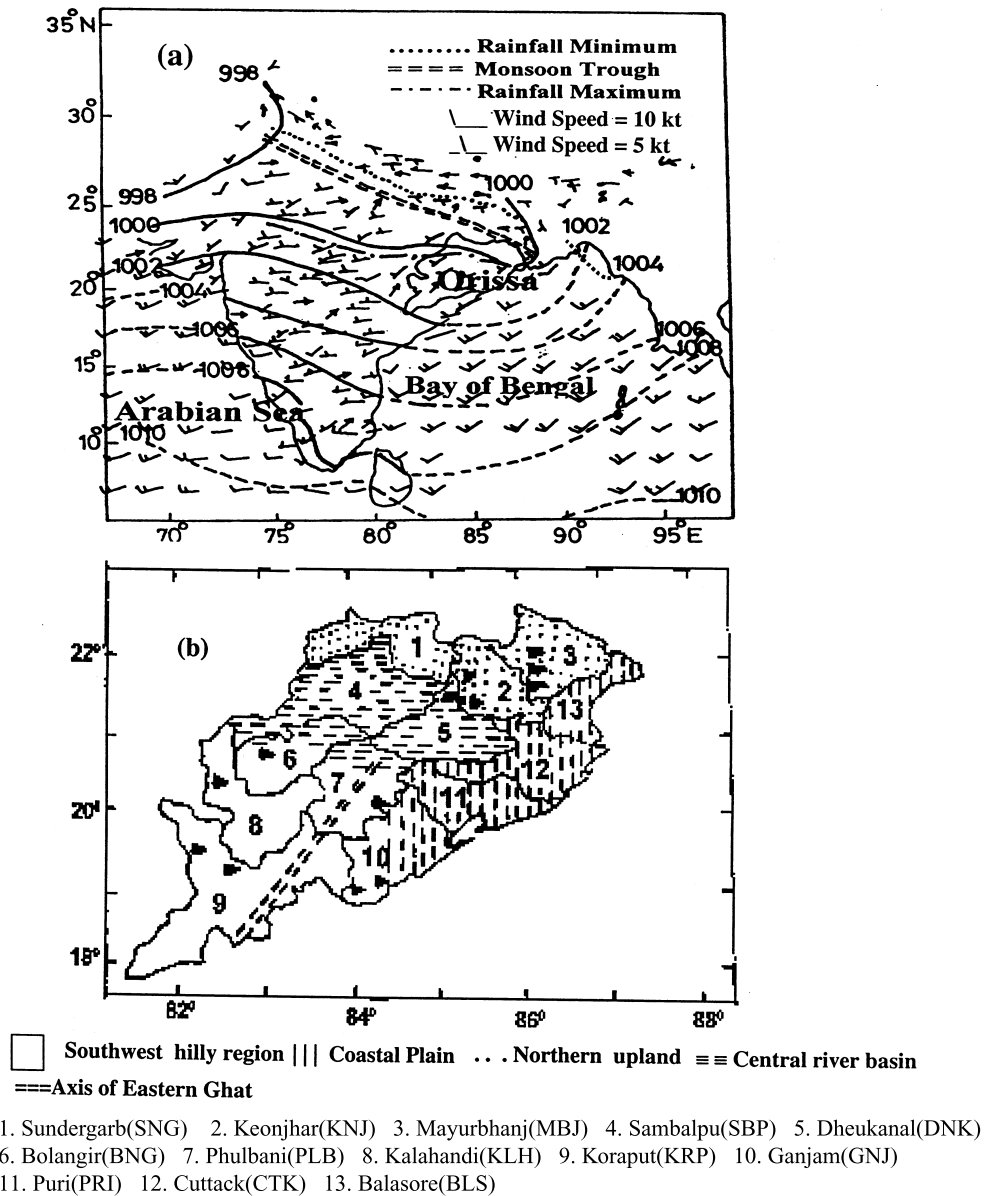 35°N
(a)
Rainfall Minimum
Monsoon Trough
Rainfall Maximum
Wind Speed = 10 kt
Wind Speed = 5 kt
998
30°
1000
25°
998
1000
1002
1002
1004
20°
1004
Orissa
1006
1006
1008
15°
1008
Bay of Bengal
Arabian Sea
1010
10°
1010
70° 75° 80° 85° 90° 95°E
(b)
22°
1
3
4
2
13
5
6
7
12
20°
8
11
10
9
18°
82° 84° 86° 88°
Southwest hilly region ||| Coastal Plain ... Northern upland == Central river basin
===Axis of Eastern Ghat
1. Sundergarb(SNG) 2. Keonjhar(KNJ) 3. Mayurbhanj(MBJ) 4. Sambalpu(SBP) 5. Dheukanal(DNK)
6. Bolangir(BNG) 7. Phulbani(PLB) 8. Kalahandi(KLH) 9. Koraput(KRP) 10. Ganjam(GNJ)
11. Puri(PRI) 12. Cuttack(CTK) 13. Balasore(BLS)